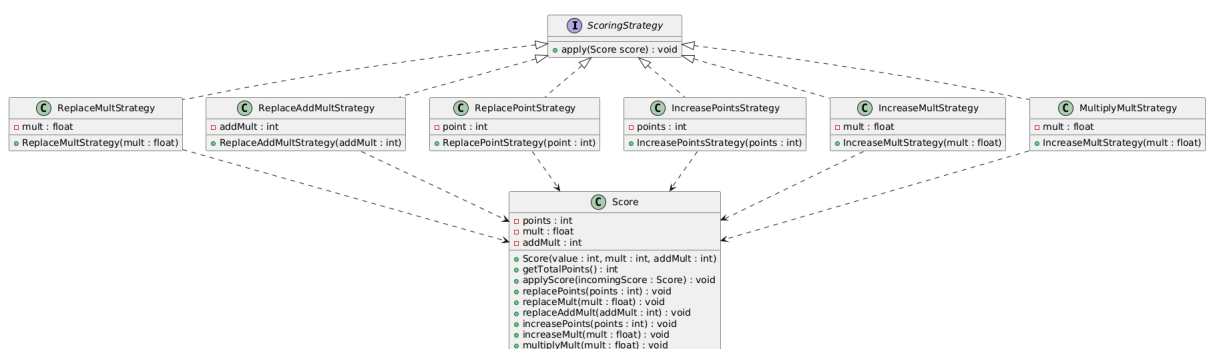 I ScoringStrategy
apply(Score score) : void
C ReplaceMultStrategy
mult : float
ReplaceMultStrategy(mult : float)
C ReplaceAddMultStrategy
addMult : int
ReplaceAddMultStrategy(addMult : int)
C ReplacePointStrategy
point : int
ReplacePointStrategy(point : int)
C IncreasePointsStrategy
points : int
IncreasePointsStrategy(points : int)
C IncreaseMultStrategy
mult : float
IncreaseMultStrategy(mult : float)
C MultiplyMultStrategy
mult : float
IncreaseMultStrategy(mult : float)
C Score
points : int
mult : float
addMult : int
Score(value : int, mult : int, addMult : int)
getTotalPoints() : int
applyScore(incomingScore : Score) : void
replacePoints(points : int) : void
replaceMult(mult : float) : void
replaceAddMult(addMult : int) : void
increasePoints(points : int) : void
increaseMult(mult : float) : void
multiplyMult(mult : float) : void